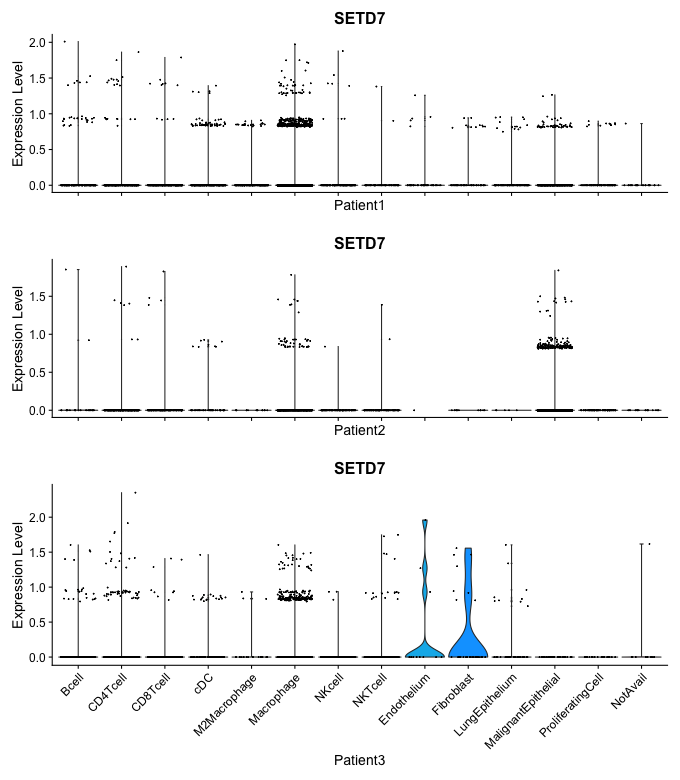 SETD7
Expression Level
2.0
1.5
1.0
0.5
0.0
Patient1
SETD7
Expression Level
1.5
1.0
0.5
0.0
Patient2
SETD7
Expression Level
2.0
1.5
1.0
0.5
0.0
Bcell
CD4Tcell
CD8Tcell
cDC
M2Macrophage
Macrophage
NKcell
NKTcell
Endothelium
Fibroblast
LungEpithelium
MalignantEpithelial
ProliferatingCell
NotAvail
Patient3